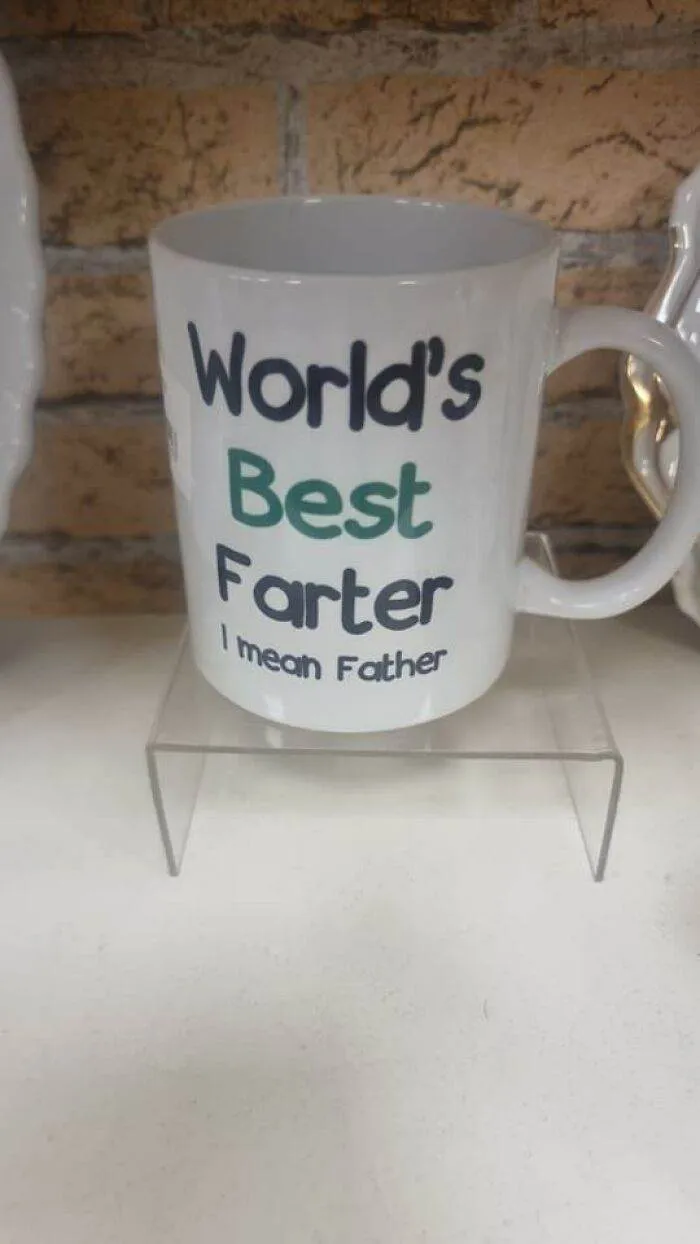 World's
Best
Farter
I mean Father